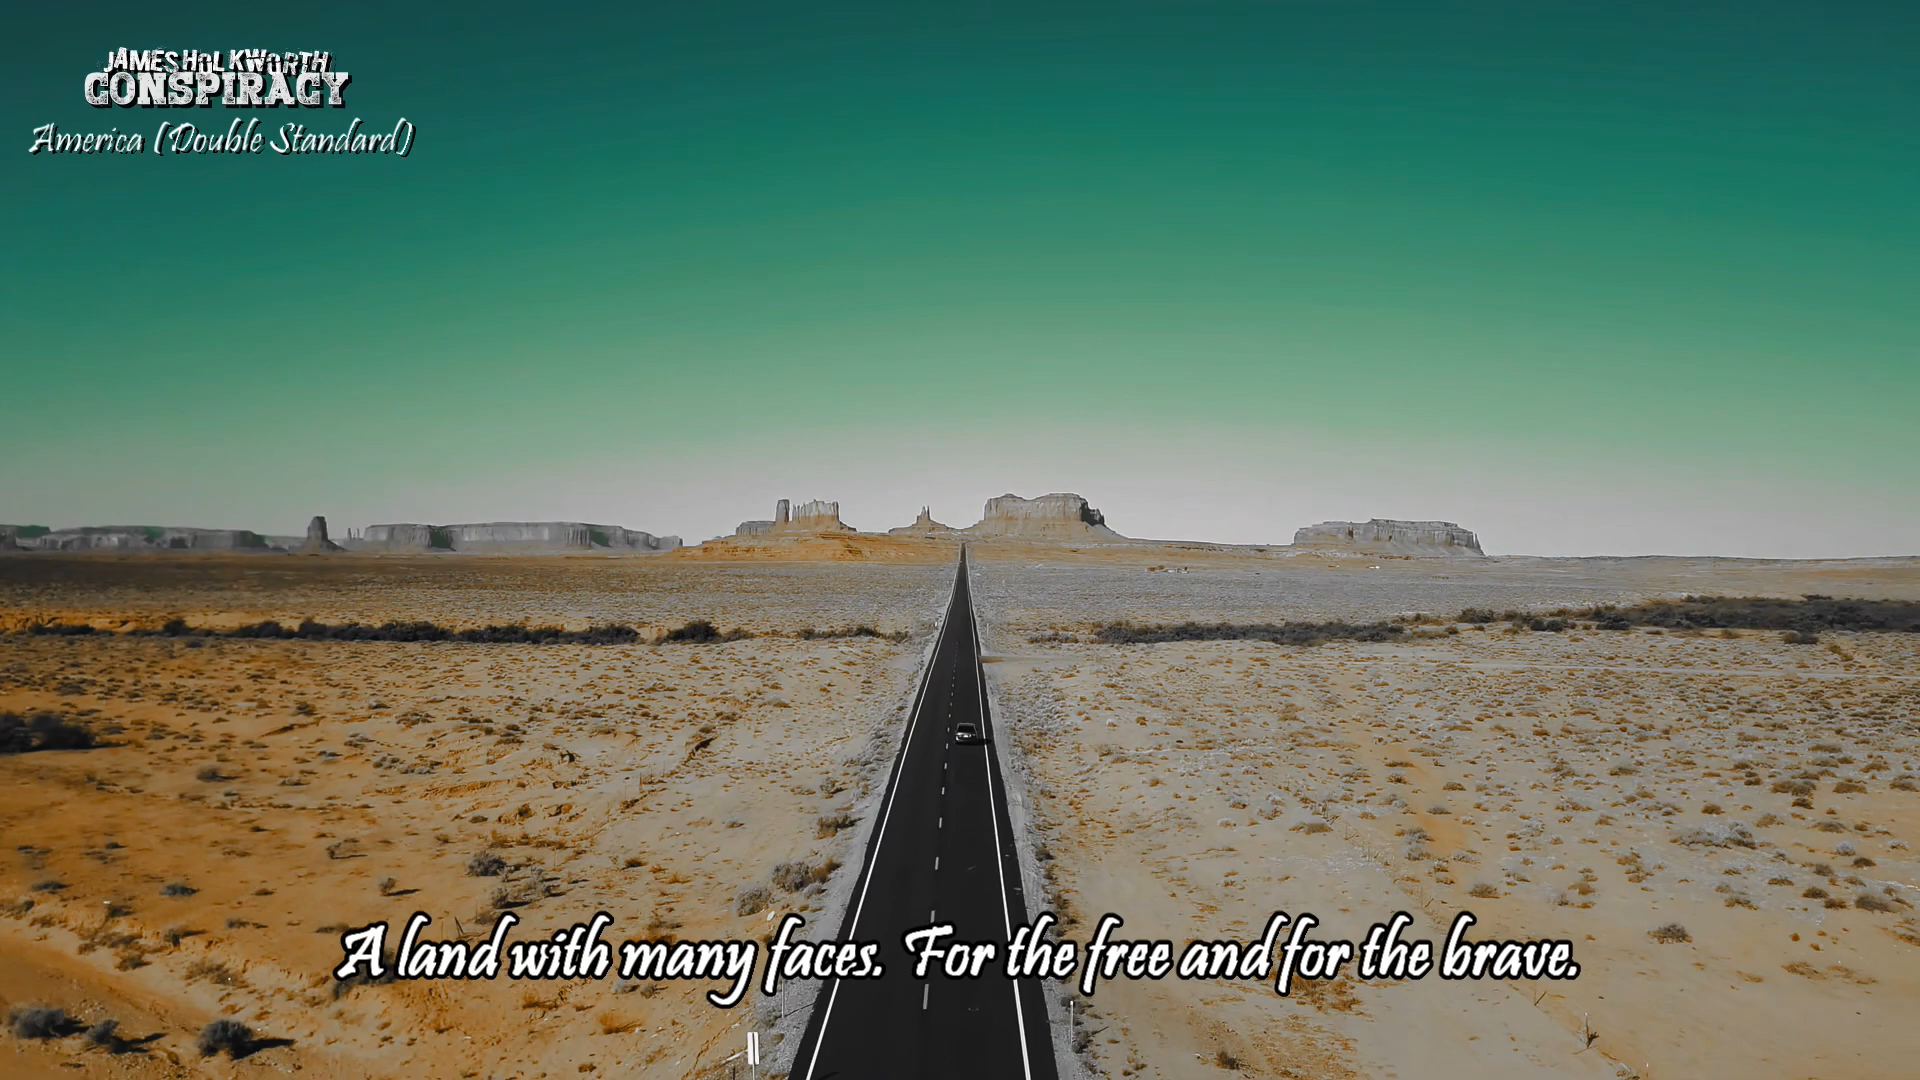 JAMES HOLKWORTH
CONSPIRACY
America (Double Standard)
A land with many faces. For the free and for the brave.